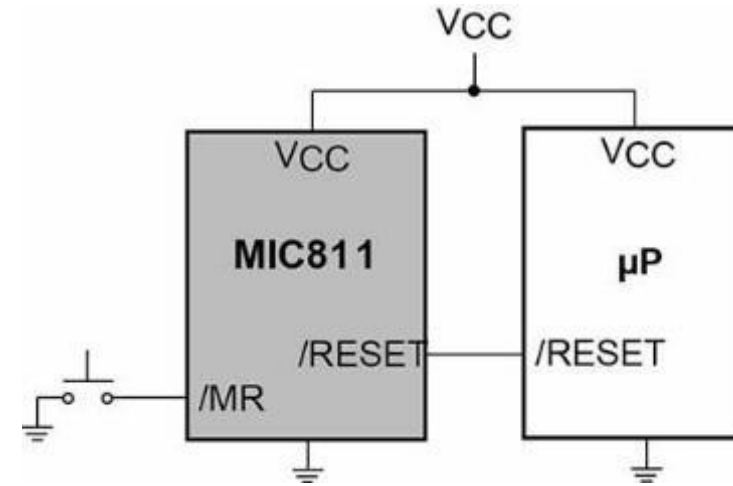 VCC
VCC
VCC
MIC811
µP
/RESET
/RESET
/MR